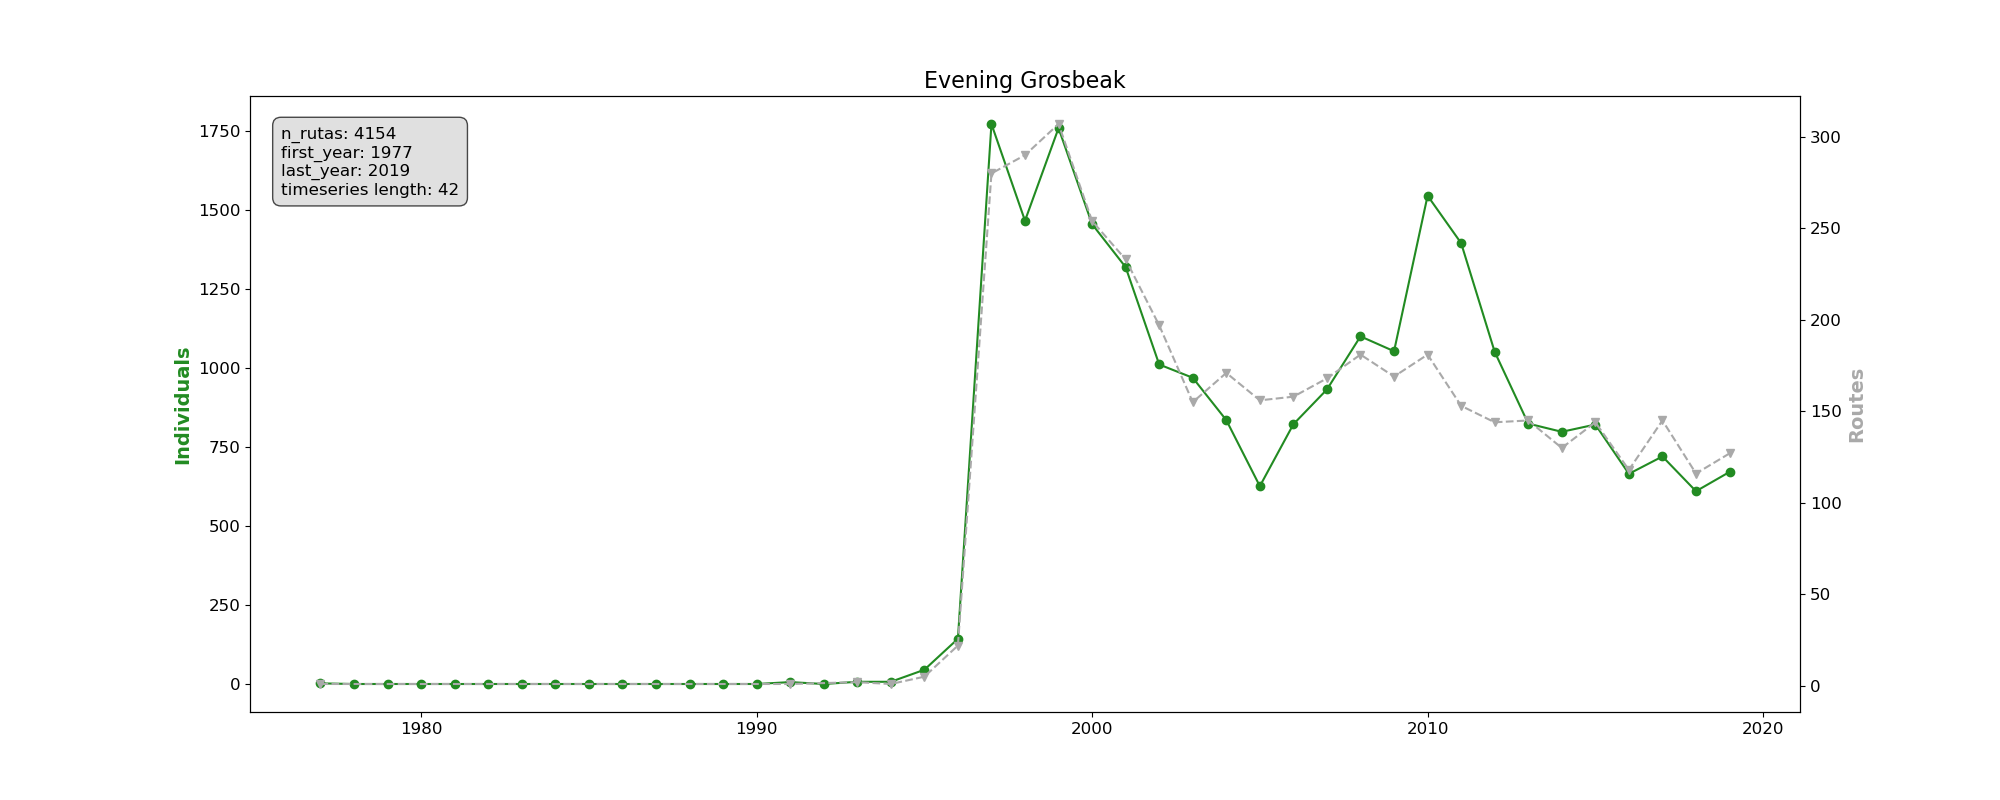 Evening Grosbeak
n_rutas: 4154
first_year: 1977
last_year: 2019
timeseries length: 42
Individuals
1750
1500
1250
1000
750
500
250
0
Routes
300
250
200
150
100
50
0
1980
1990
2000
2010
2020